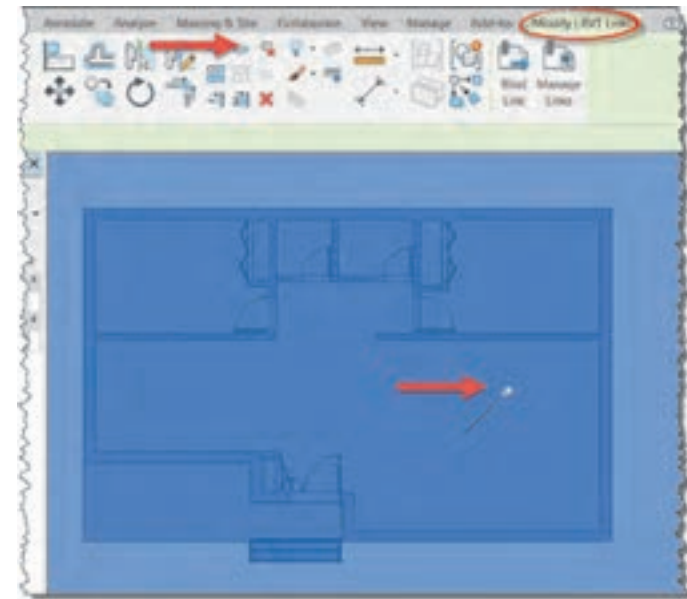 Annotate Analyze Massing & Site Collaborate View Manage Add-Ins Modify | RVT Links
Bind Manage
Link Links